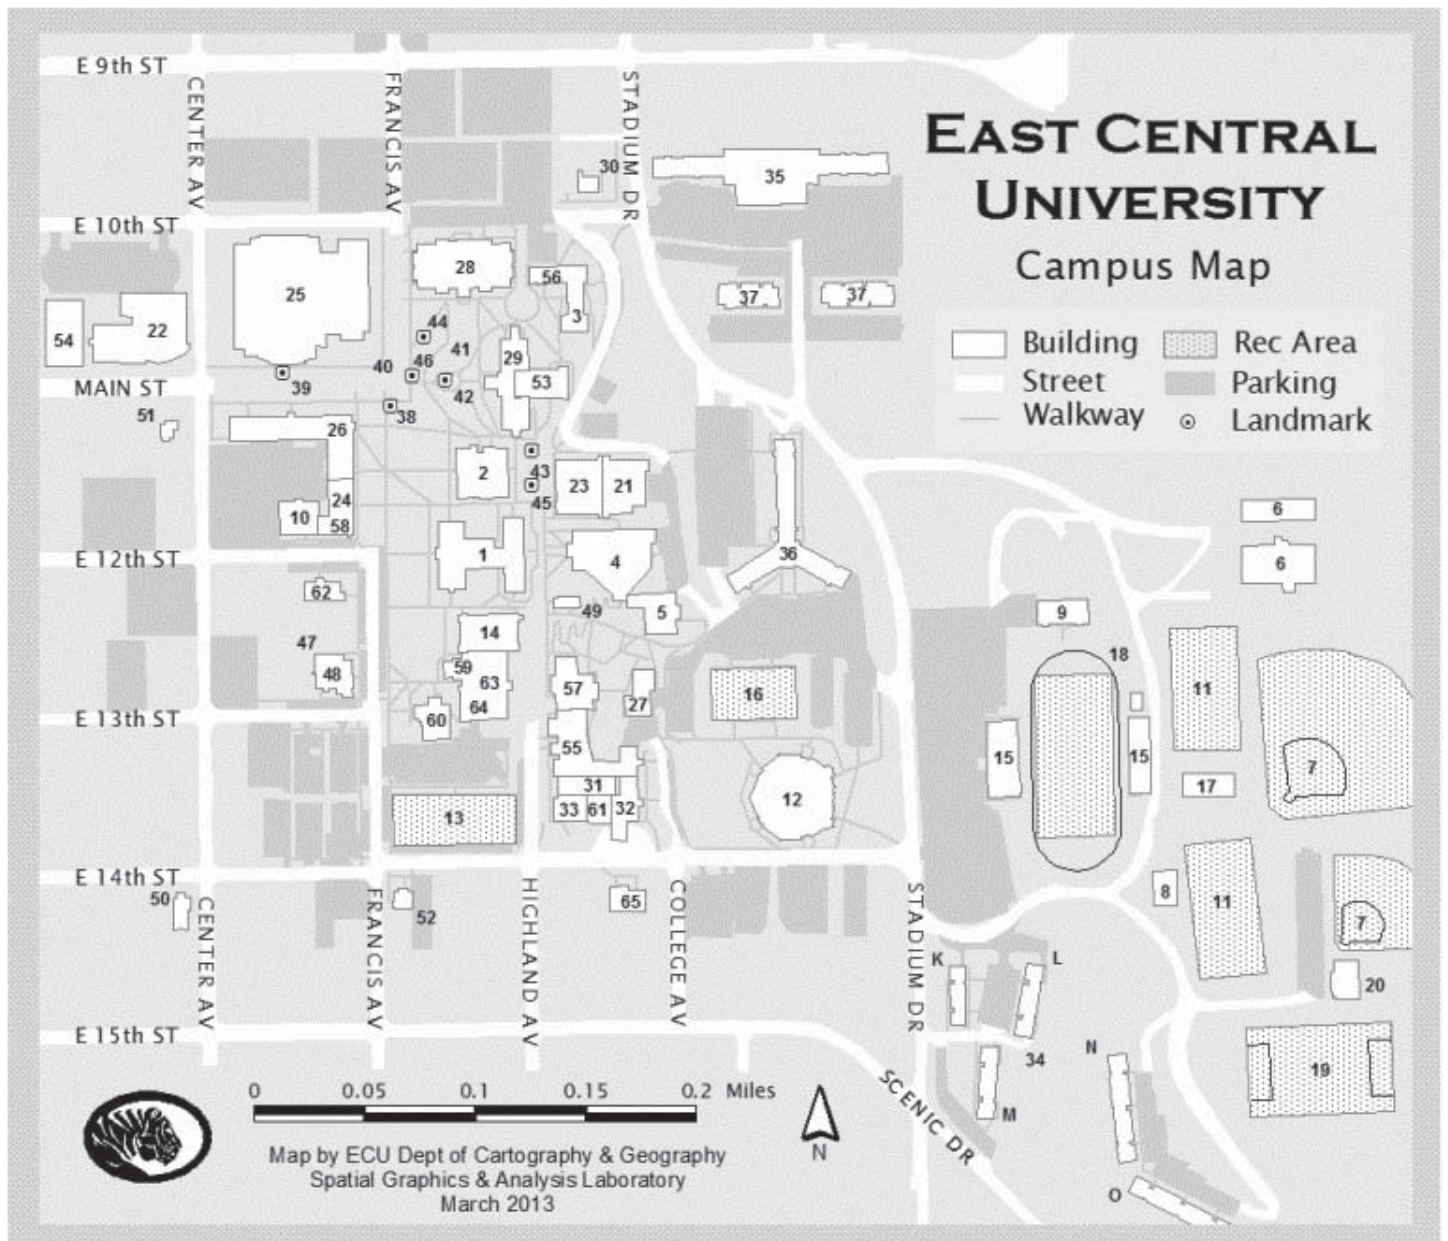 E 9th ST
CENTER AV
FRANCIS AV
STADIUM DR
EAST CENTRAL
UNIVERSITY
Campus Map
Building
Rec Area
Street
Parking
Walkway
Landmark
30
35
E 10th ST
25
28
56
3
37
37
22
54
44
41
29
40
46
53
MAIN ST
39
42
38
51
26
2
43
23
21
45
24
10
58
6
E 12th ST
1
4
36
6
62
49
5
9
14
47
18
48
59
63
57
16
11
64
27
E 13th ST
60
55
15
15
7
31
17
12
13
33
61
32
E 14th ST
50
CENTER AV
FRANCIS AV
52
HIGHLAND AV
65
COLLEGE AV
STADIUM DR
8
11
7
K
L
20
E 15th ST
34
N
19
M
O
SCENIC DR
0
0.05
0.1
0.15
0.2 Miles
N
Map by ECU Dept of Cartography & Geography
Spatial Graphics & Analysis Laboratory
March 2013